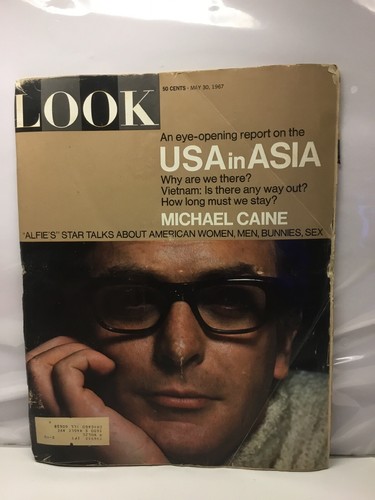 LOOK
50 CENTS · MAY 30, 1967
An eye-opening report on the
USA in ASIA
Why are we there?
Vietnam: Is there any way out?
How long must we stay?
MICHAEL CAINE
"ALFIE'S" STAR TALKS ABOUT AMERICAN WOMEN, MEN, BUNNIES, SEX